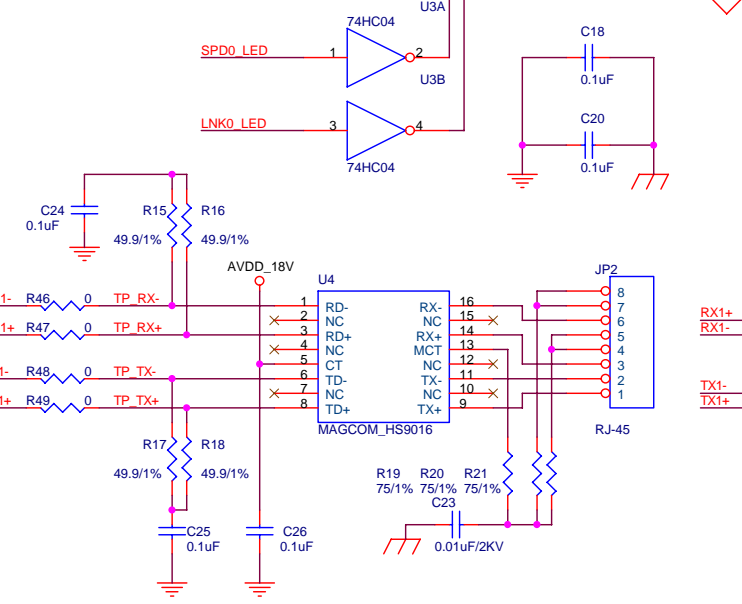 U3A
74HC04
SPD0_LED
1
2
U3B
LNK0_LED
3
4
74HC04
C18
0.1uF
C20
0.1uF
C24
0.1uF
R15
R16
49.9/1%
49.9/1%
AVDD_18V
U4
JP2
1-
R46
0
TP_RX-
1
RD-
RX-
16
8
2
NC
NC
15
7
1+
R47
0
TP_RX+
3
RD+
RX+
14
6
4
NC
MCT
13
5
5
CT
NC
12
4
1-
R48
0
TP_TX-
6
TD-
TX-
11
3
7
NC
NC
10
2
1+
R49
0
TP_TX+
8
TD+
TX+
9
1
RX1+
RX1-
TX1-
TX1+
MAGCOM_HS9016
RJ-45
R17
R18
49.9/1%
49.9/1%
R19
R20
R21
75/1%
75/1%
75/1%
C23
0.01uF/2KV
C25
0.1uF
C26
0.1uF